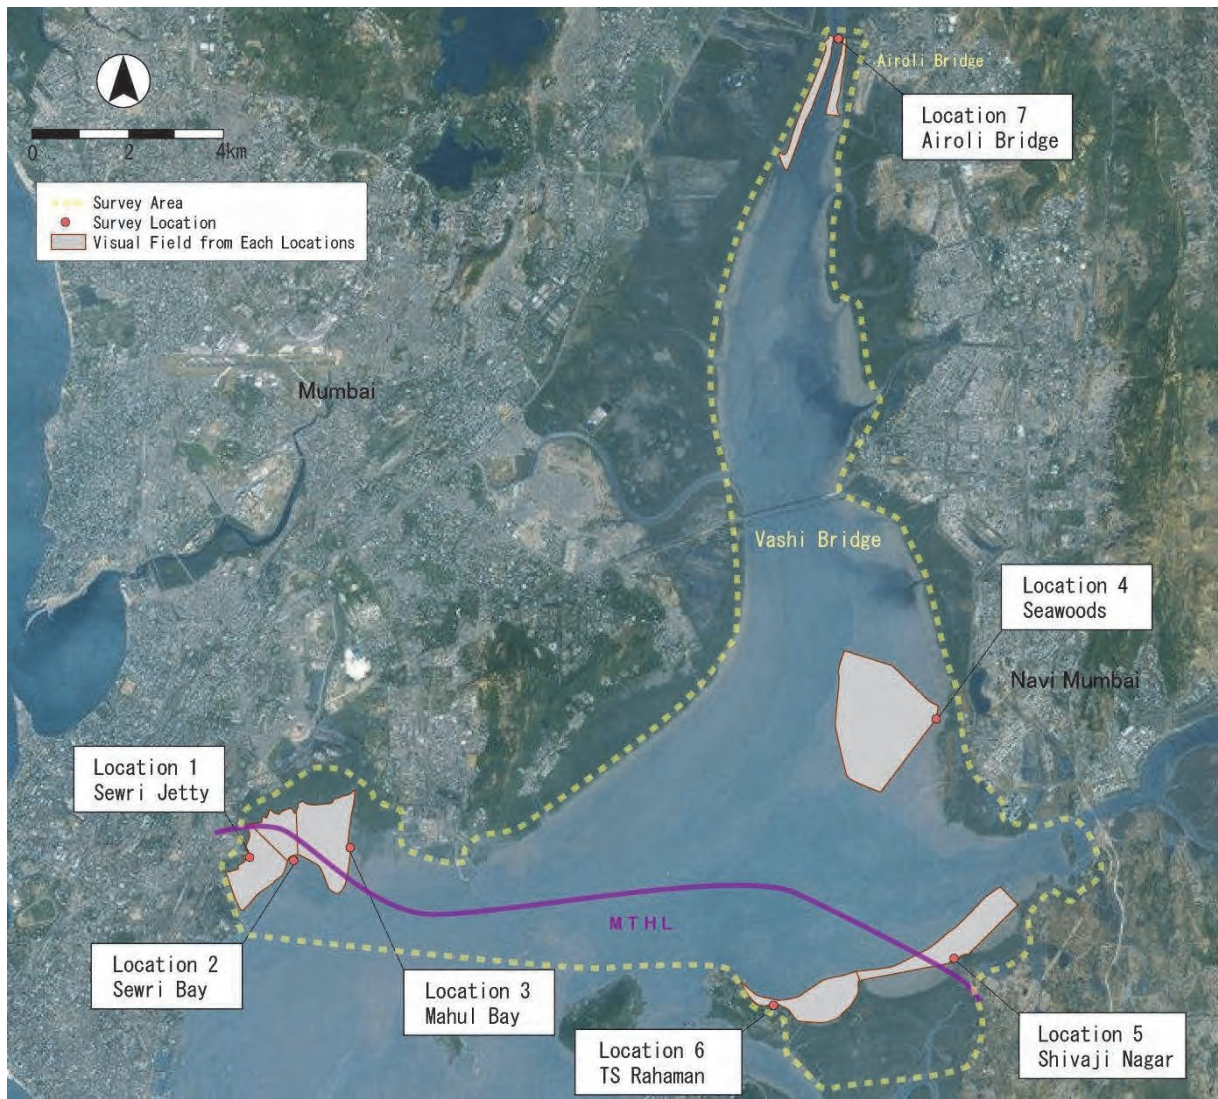 Airoli Bridge
Location 7
Airoli Bridge
0 2 4km
Survey Area
Survey Location
Visual Field from Each Locations
Mumbai
Vashi Bridge
Location 4
Seawoods
Navi Mumbai
Location 1
Sewri Jetty
MTHL
Location 2
Sewri Bay
Location 3
Mahul Bay
Location 6
TS Rahaman
Location 5
Shivaji Nagar